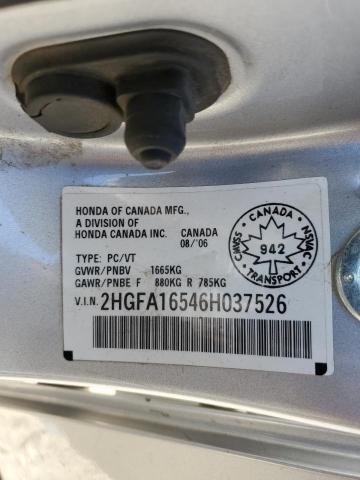 HONDA OF CANADA MFG.,
A DIVISION OF
HONDA CANADA INC. CANADA
08/'06
TYPE: PC/VT
GVWR/PNBV 1665KG
GAWR/PNBE F 880KG R 785KG
V.I.N. 2HGFA16546H037526
CANADA
CMVSS 942 NSVAC
TRANSPORT